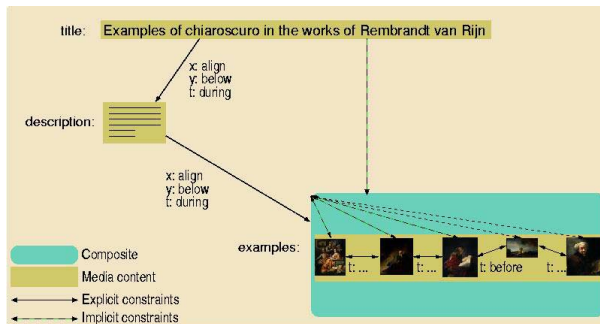 title: Examples of chiaroscuro in the works of Rembrandt van Rijn
x: align
y: below
t: during
description:
x: align
y: below
t: during
examples:
t: ... t: ... t: before t: ...
Composite
Media content
Explicit constraints
Implicit constraints